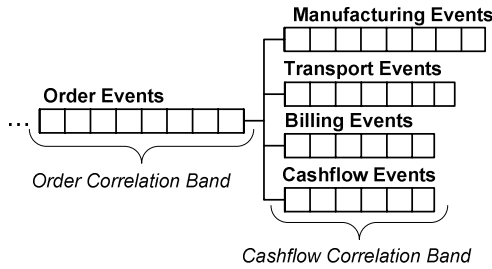 Manufacturing Events
Transport Events
Order Events
...
Billing Events
Order Correlation Band
Cashflow Events
Cashflow Correlation Band